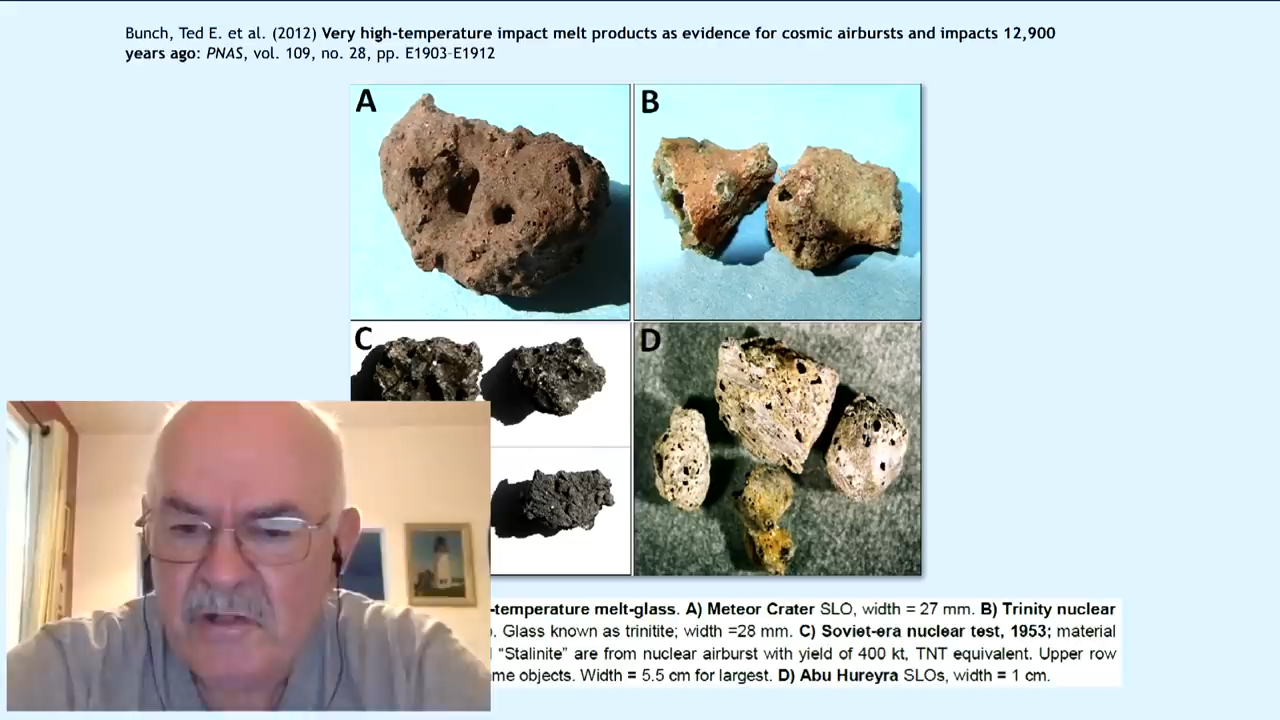 Bunch, Ted E. et al. (2012) Very high-temperature impact melt products as evidence for cosmic airbursts and impacts 12,900
years ago: PNAS, vol. 109, no. 28, pp. E1903-E1912
A
B
C
D
-temperature melt-glass. A) Meteor Crater SLO, width = 27 mm. B) Trinity nuclear
. Glass known as trinitite; width =28 mm. C) Soviet-era nuclear test, 1953; material
"Stalinite" are from nuclear airburst with yield of 400 kt, TNT equivalent. Upper row
me objects. Width = 5.5 cm for largest. D) Abu Hureyra SLOs, width = 1 cm.